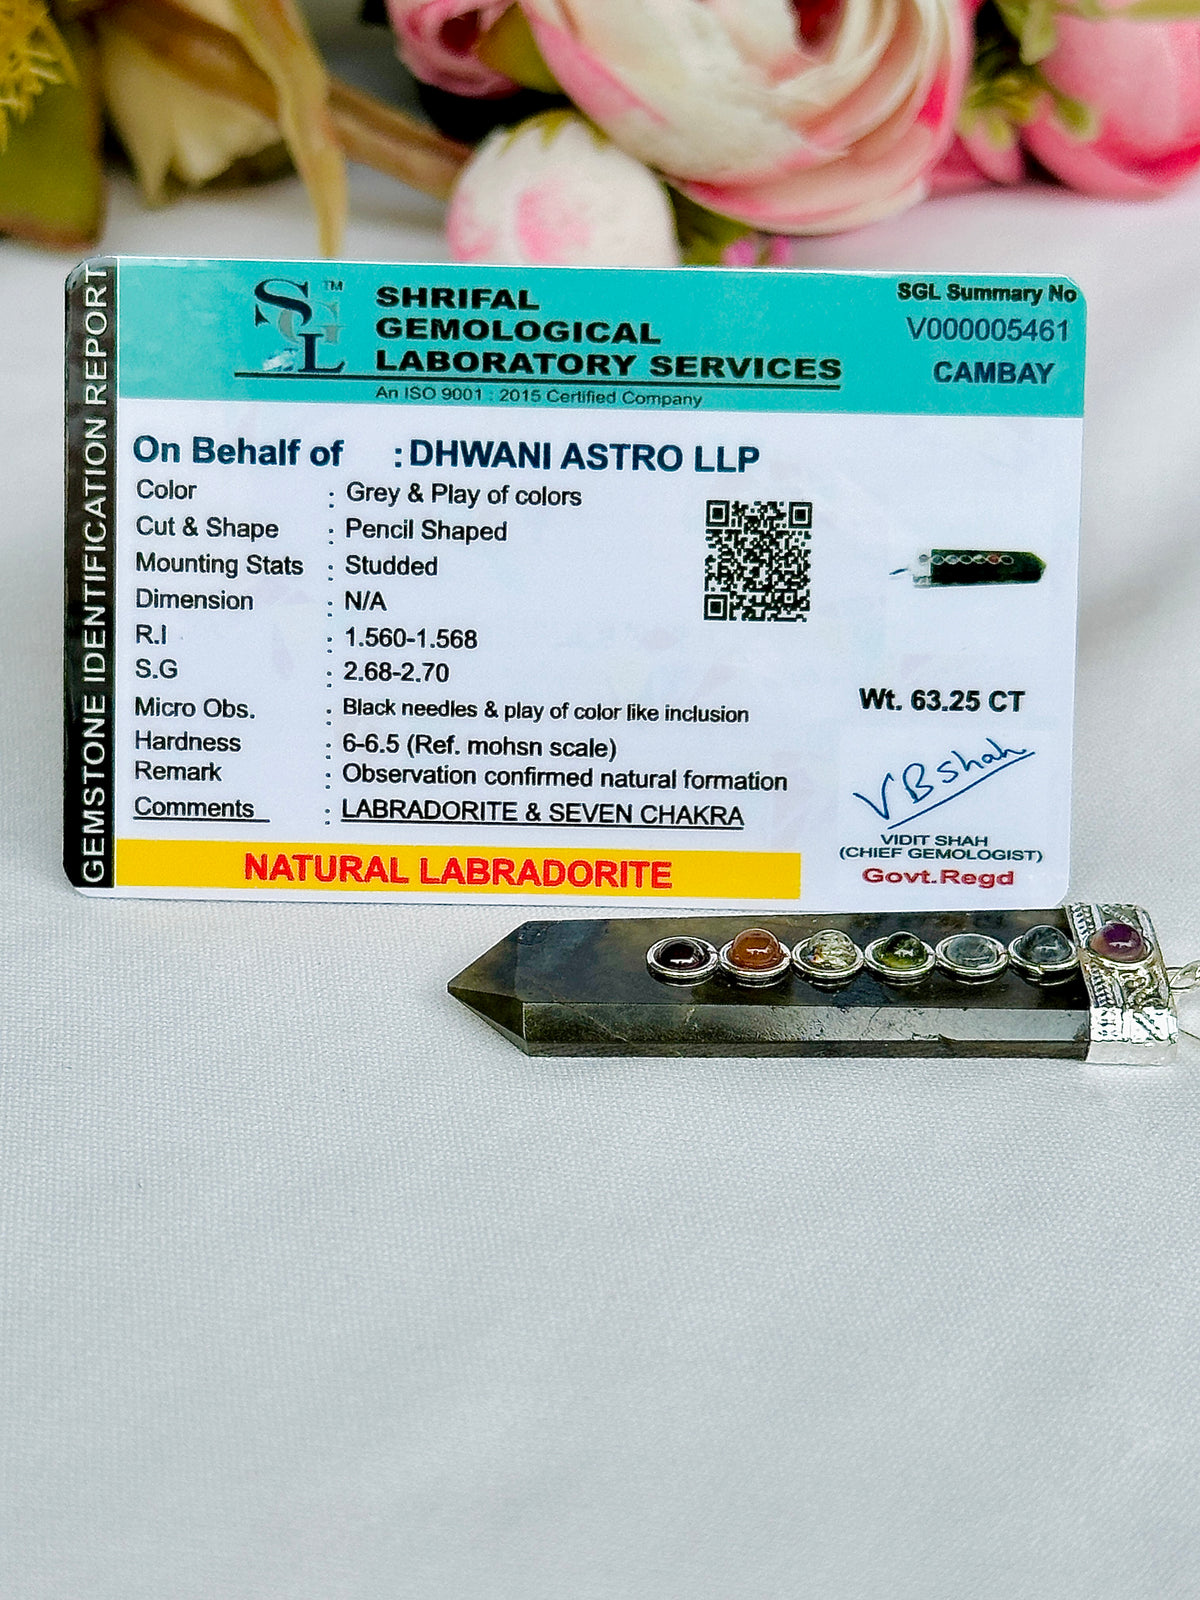 GEMSTONE IDENTIFICATION REPORT
SGL TM
SHRIFAL
GEMOLOGICAL
LABORATORY SERVICES
An ISO 9001 : 2015 Certified Company
SGL Summary No
V000005461
CAMBAY
On Behalf of : DHWANI ASTRO LLP
Color : Grey & Play of colors
Cut & Shape : Pencil Shaped
Mounting Stats : Studded
Dimension : N/A
R.I : 1.560-1.568
S.G : 2.68-2.70
Micro Obs. : Black needles & play of color like inclusion
Hardness : 6-6.5 (Ref. mohsn scale)
Remark : Observation confirmed natural formation
Comments : LABRADORITE & SEVEN CHAKRA
NATURAL LABRADORITE
Wt. 63.25 CT
VBShah
VIDIT SHAH
(CHIEF GEMOLOGIST)
Govt.Regd